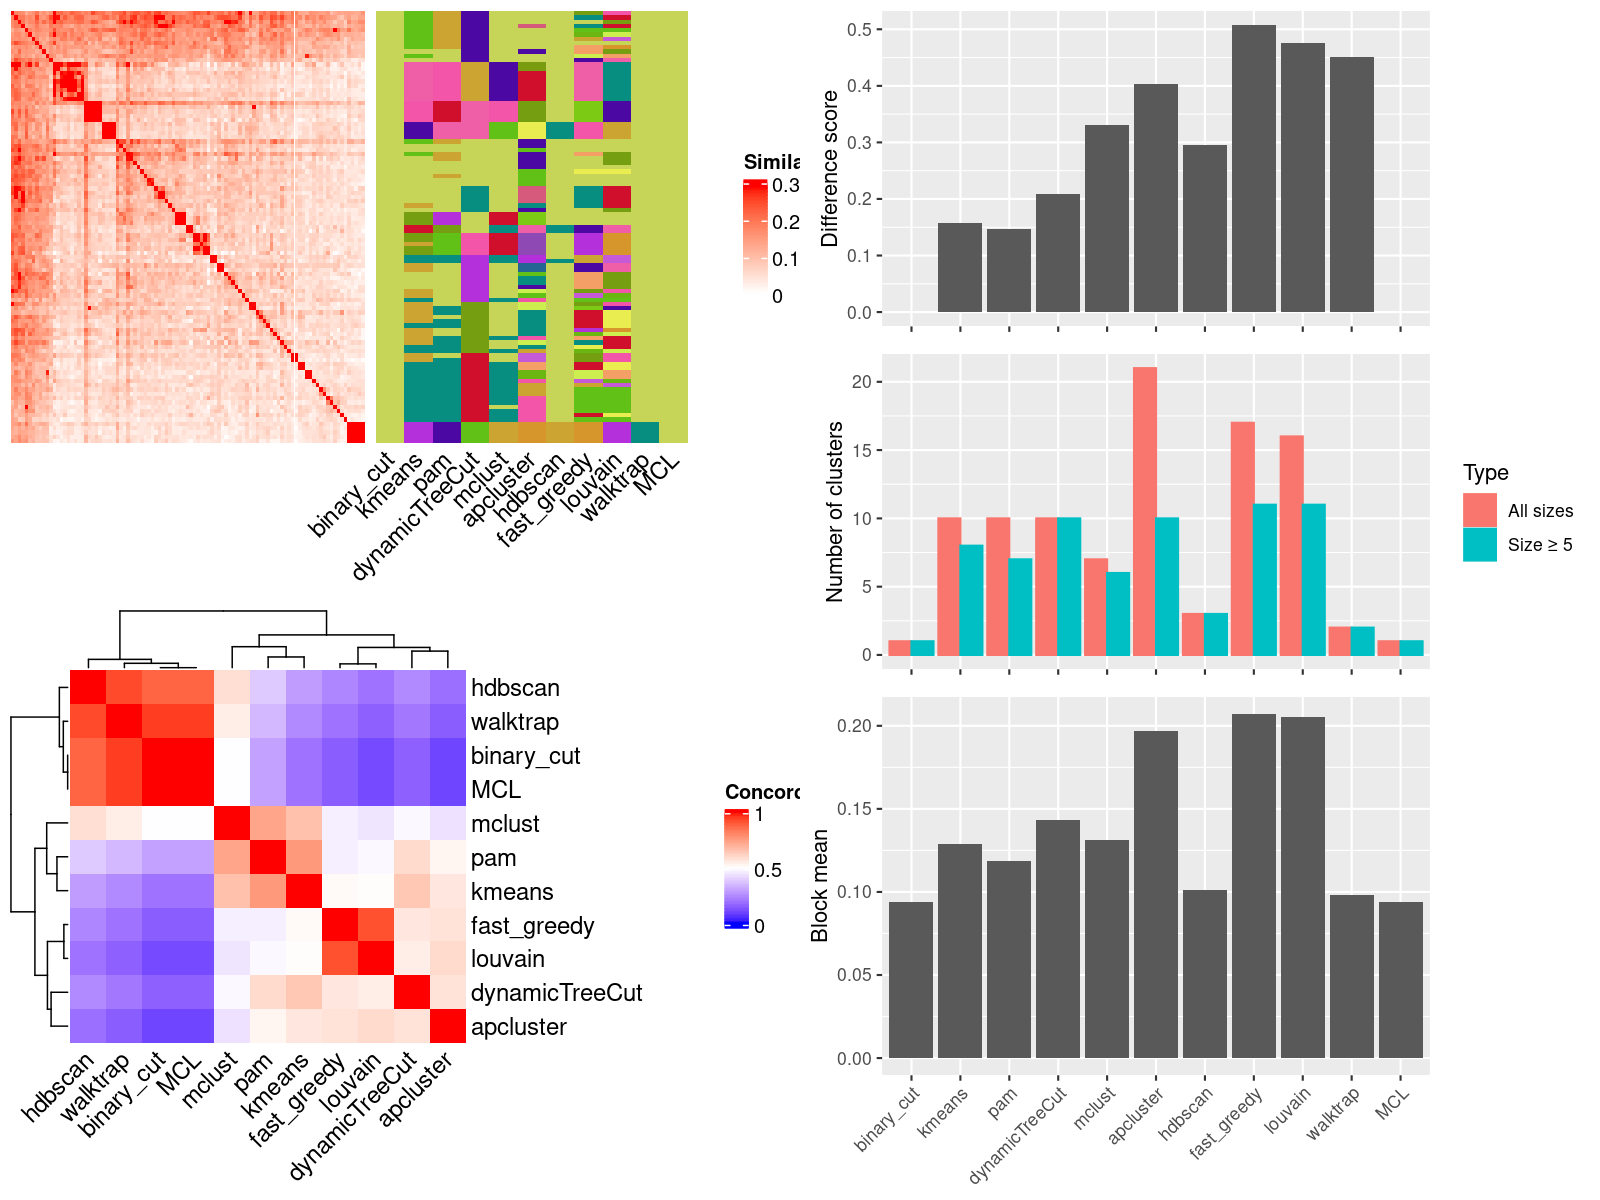 Simila
0.3
0.2
0.1
0
binary_cut
kmeans
pam
dynamicTreeCut
mclust
apcluster
hdbscan
fast_greedy
louvain
walktrap
MCL
hdbscan
walktrap
binary_cut
MCL
mclust
pam
kmeans
fast_greedy
louvain
dynamicTreeCut
apcluster
hdbscan
walktrap
binary_cut
MCL
mclust
pam
kmeans
fast_greedy
louvain
dynamicTreeCut
apcluster
Concord
1
0.5
0
Difference score
0.5
0.4
0.3
0.2
0.1
0.0
Number of clusters
20
15
10
5
0
Type
All sizes
Size ≥ 5
Block mean
0.20
0.15
0.10
0.05
0.00
binary_cut
kmeans
pam
dynamicTreeCut
mclust
apcluster
hdbscan
fast_greedy
louvain
walktrap
MCL